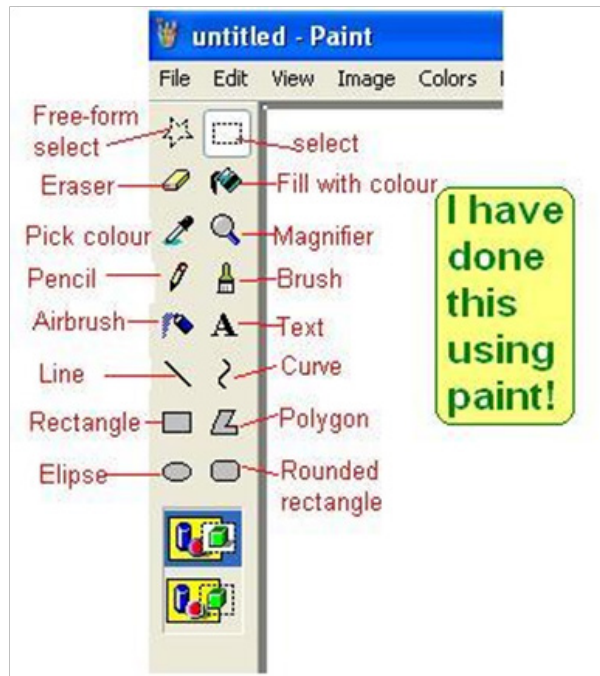 untitled - Paint
File Edit View Image Colors
Free-form
select
select
Eraser
Fill with colour
Pick colour
Magnifier
Pencil
Brush
Airbrush
A
Text
Line
Curve
Rectangle
Polygon
Elipse
Rounded
rectangle
I have
done
this
using
paint!